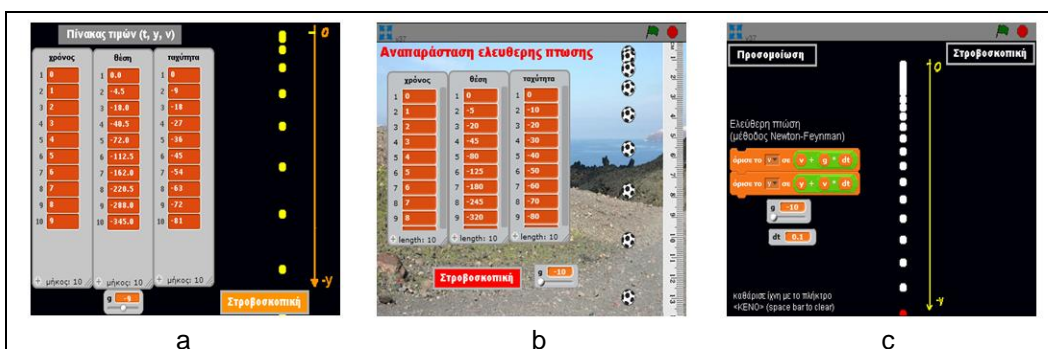 Πίνακας τιμών (t, y, v)
χρόνος θέση ταχύτητα
1 0 1 0.0 1 0
2 1 2 -4.5 2 -9
3 2 3 -18.0 3 -18
4 3 4 -40.5 4 -27
5 4 5 -72.0 5 -36
6 5 6 -112.5 6 -45
7 6 7 -162.0 7 -54
8 7 8 -220.5 8 -63
9 8 9 -288.0 9 -72
10 9 10 -345.0 10 -81
+ μήκος: 10 + μήκος: 10 + μήκος: 10
g -9
Στροβοσκοπική
0
-y
a
Αναπαράσταση ελευθερης πτωσης
χρόνος θέση ταχύτητα
1 0 1 0 1 0
2 1 2 -5 2 -10
3 2 3 -20 3 -20
4 3 4 -45 4 -30
5 4 5 -80 5 -40
6 5 6 -125 6 -50
7 6 7 -180 7 -60
8 7 8 -245 8 -70
9 8 9 -320 9 -80
+ length: 10 + length: 10 + length: 10
Στροβοσκοπική
g -10
b
Προσομοίωση
Στροβοσκοπική
0
Ελεύθερη πτώση
(μέθοδος Newton-Feynman)
όρισε το v σε v + g * dt
όρισε το y σε y + v * dt
g -10
dt 0.1
καθάρισε ίχνη με το πλήκτρο
<ΚΕΝΟ> (space bar to clear)
-y
c